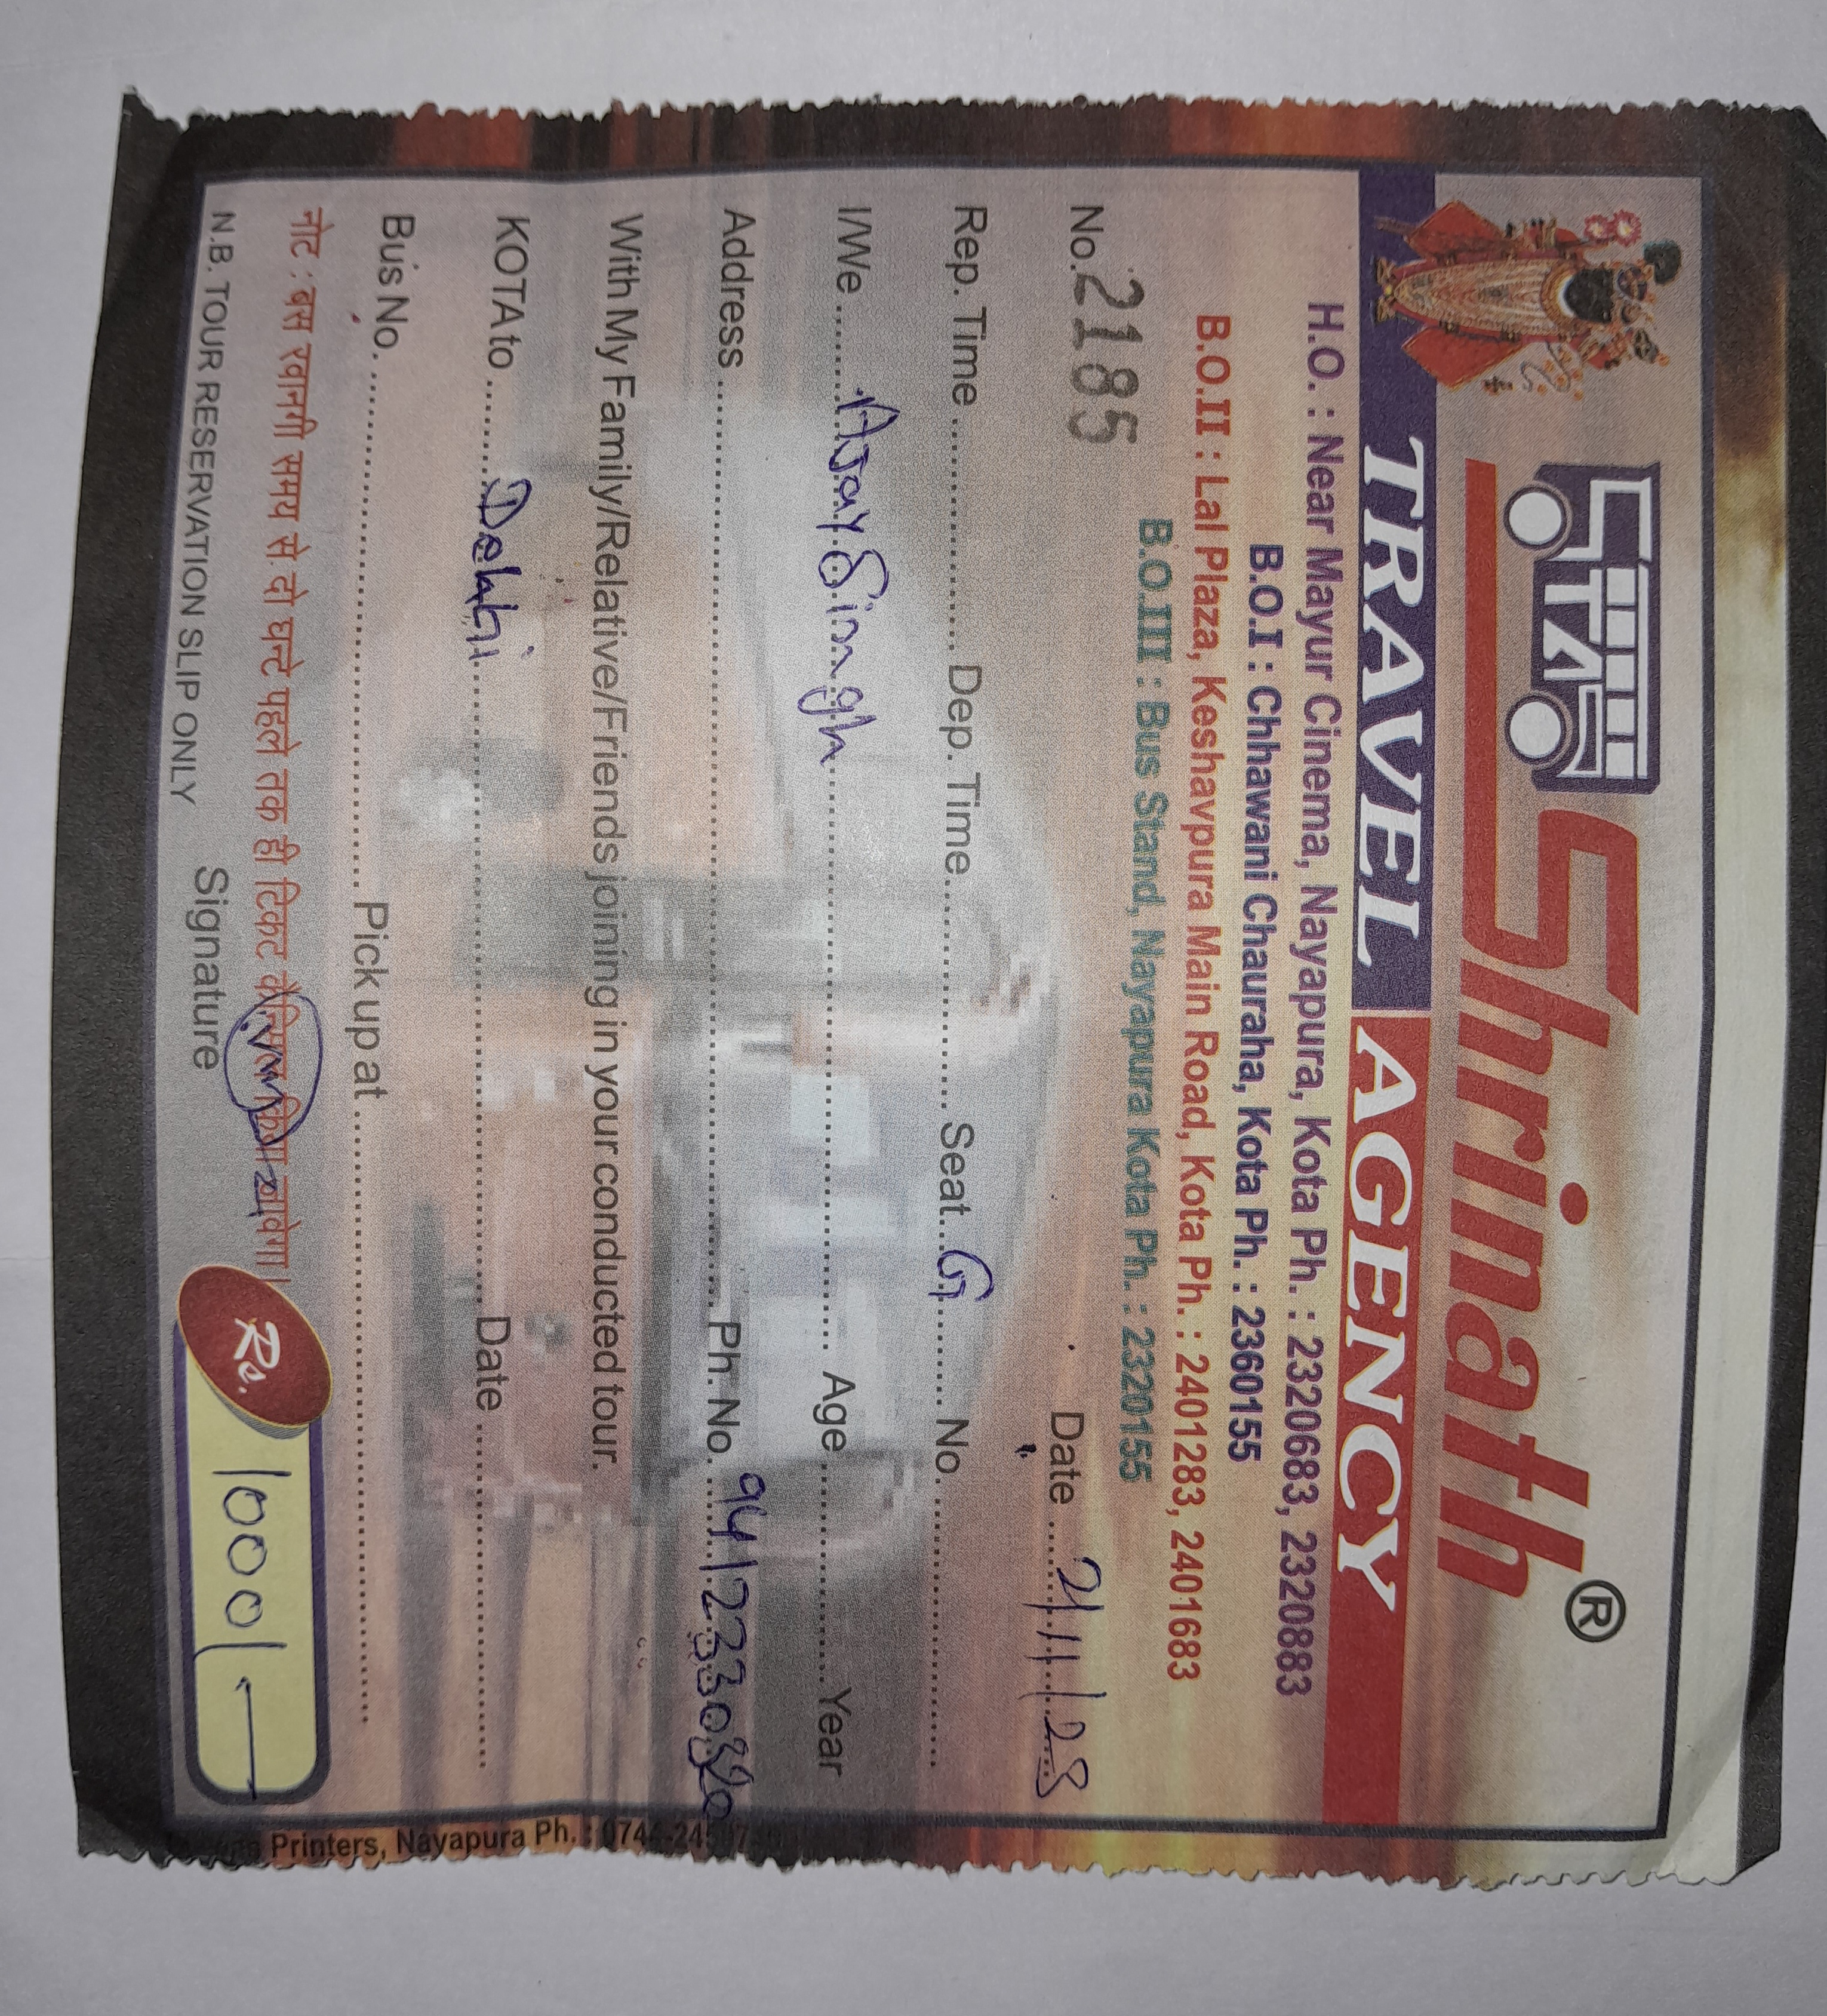 Shrinath ®
TRAVEL AGENCY
H.O. : Near Mayur Cinema, Nayapura, Kota Ph. : 2320683, 2320883
B.O.I : Chhawani Chauraha, Kota Ph. : 2360155
B.O.II : Lal Plaza, Keshavpura Main Road, Kota Ph. : 2401283, 2401683
B.O.III : Bus Stand, Nayapura Kota Ph. : 2320155
No. 2185 Date 21/11/23
Rep. Time Dep. Time Seat G No.
I/We Ajay Singh Age Year
Address Ph. No. 9412233032
With My Family/Relative/Friends joining in your conducted tour.
KOTA to Delahi Date
Bus No. Pick up at
नोट : बस रवानगी समय से दो घन्टे पहले तक ही टिकट केन्सिल किया जावेगा।
N.B. TOUR RESERVATION SLIP ONLY Signature Rs. 1000/-
Printers, Nayapura Ph. : 0744-